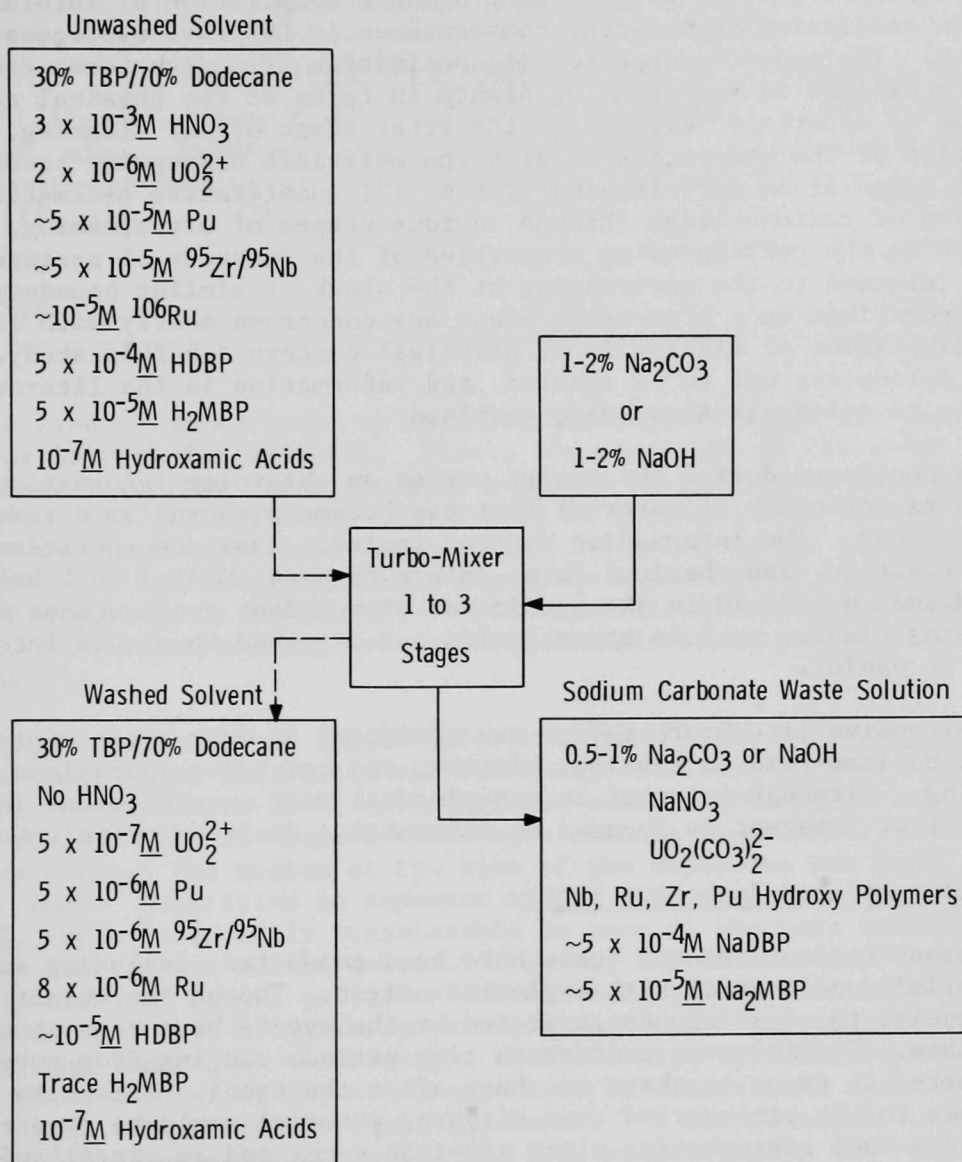 Unwashed Solvent
30% TBP/70% Dodecane
3 x 10⁻³M HNO₃
2 x 10⁻⁶M UO₂²⁺
~5 x 10⁻⁵M Pu
~5 x 10⁻⁵M ⁹⁵Zr/⁹⁵Nb
~10⁻⁵M ¹⁰⁶Ru
5 x 10⁻⁴M HDBP
5 x 10⁻⁵M H₂MBP
10⁻⁷M Hydroxamic Acids
1-2% Na₂CO₃
or
1-2% NaOH
Turbo-Mixer
1 to 3
Stages
Washed Solvent
30% TBP/70% Dodecane
No HNO₃
5 x 10⁻⁷M UO₂²⁺
5 x 10⁻⁶M Pu
5 x 10⁻⁶M ⁹⁵Zr/⁹⁵Nb
8 x 10⁻⁶M Ru
~10⁻⁵M HDBP
Trace H₂MBP
10⁻⁷M Hydroxamic Acids
Sodium Carbonate Waste Solution
0.5-1% Na₂CO₃ or NaOH
NaNO₃
UO₂(CO₃)²⁻
Nb, Ru, Zr, Pu Hydroxy Polymers
~5 x 10⁻⁴M NaDBP
~5 x 10⁻⁵M Na₂MBP